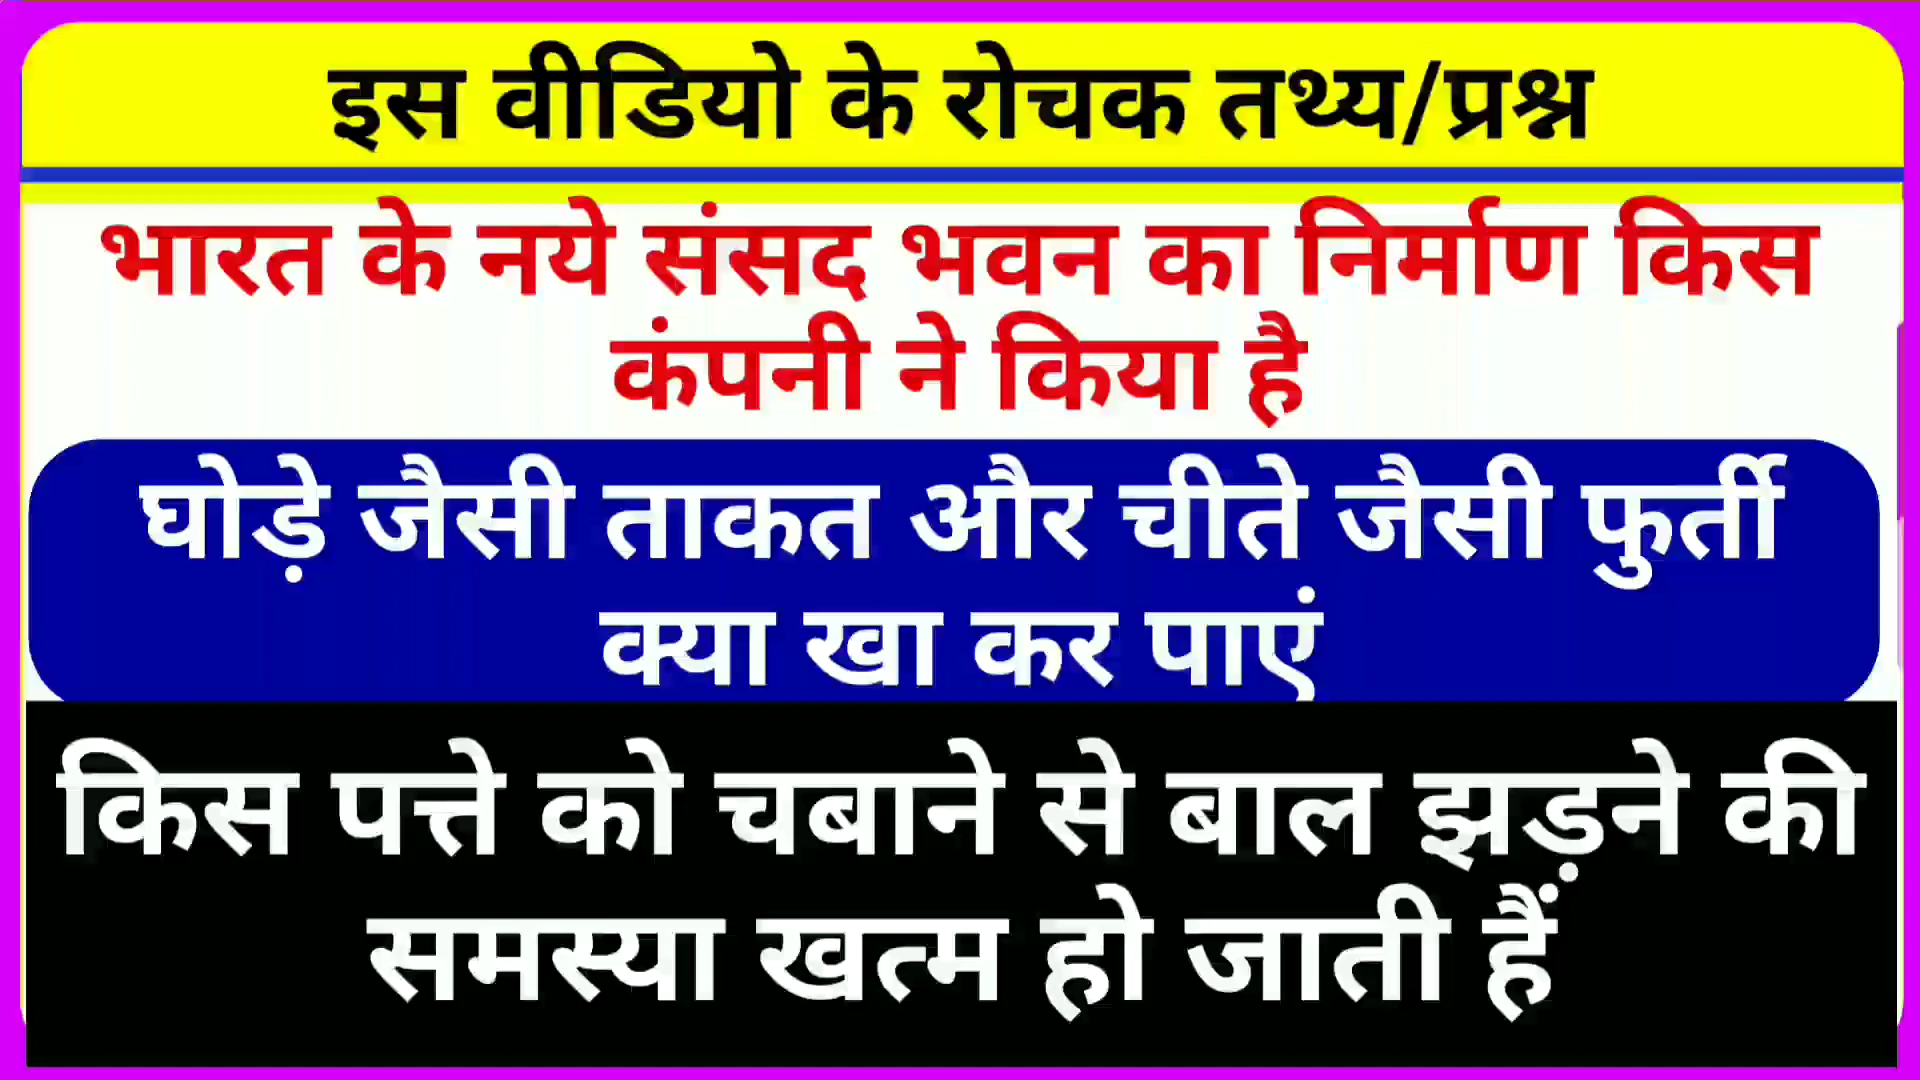 इस वीडियो के रोचक तथ्य/प्रश्न
भारत के नये संसद भवन का निर्माण किस
कंपनी ने किया है
घोड़े जैसी ताकत और चीते जैसी फुर्ती
क्या खा कर पाएं
किस पत्ते को चबाने से बाल झड़ने की
समस्या खत्म हो जाती हैं